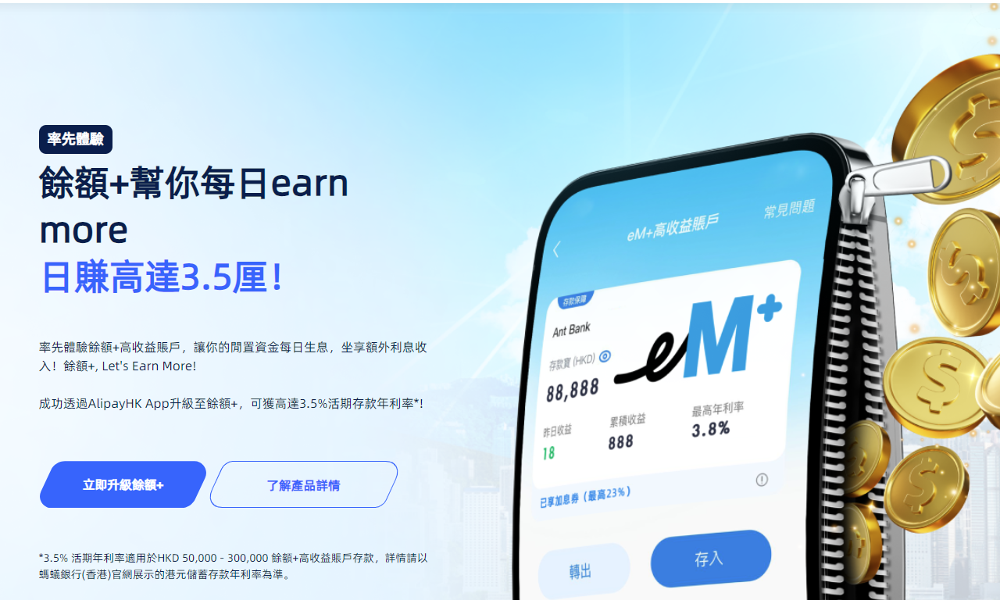 率先體驗
餘額+幫你每日earn
more
日賺高達3.5厘！
率先體驗餘額+高收益賬戶，讓你的閒置資金每日生息，坐享額外利息收
入！餘額+, Let's Earn More!
成功透過AlipayHK App升級至餘額+，可獲高達3.5%活期存款年利率*!
立即升級餘額+
了解產品詳情
*3.5% 活期年利率適用於HKD 50,000 - 300,000 餘額+高收益賬戶存款，詳情請以
螞蟻銀行(香港)官網展示的港元儲蓄存款年利率為準。
常見問題
eM+高收益賬戶
存款保障
Ant Bank
eM+
存款寶 (HKD)
88,888
昨日收益
累積收益
最高年利率
18
888
3.8%
已享加息券（最高23%）
轉出
存入